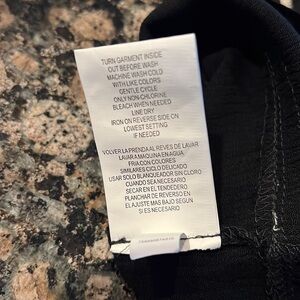 TURN GARMENT INSIDE
OUT BEFORE WASH
MACHINE WASH COLD
WITH LIKE COLORS
GENTLE CYCLE
ONLY NON-CHLORINE
BLEACH WHEN NEEDED
LINE DRY
IRON ON REVERSE SIDE ON
LOWEST SETTING
IF NEEDED
VOLVER LA PRENDA AL REVES DE LAVAR
LAVAR A MAQUINA EN AGUA
FRIA CON COLORES
SIMILARES CICLO DELICADO
USAR SOLO BLANQUEADOR SIN CLORO
CUANDO SEA NECESARIO
SECAR EN EL TENDEDERO
PLANCHAR DE REVERSO EN
EL AJUSTE MAS BAJO SEGUN
SI ES NECESARIO